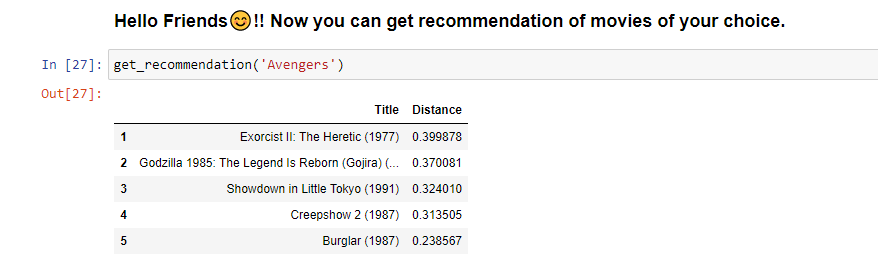 Hello Friends😊!! Now you can get recommendation of movies of your choice.
In [27]: get_recommendation('Avengers')
Out[27]:
Title Distance
1 Exorcist II: The Heretic (1977) 0.399878
2 Godzilla 1985: The Legend Is Reborn (Gojira) (... 0.370081
3 Showdown in Little Tokyo (1991) 0.324010
4 Creepshow 2 (1987) 0.313505
5 Burglar (1987) 0.238567